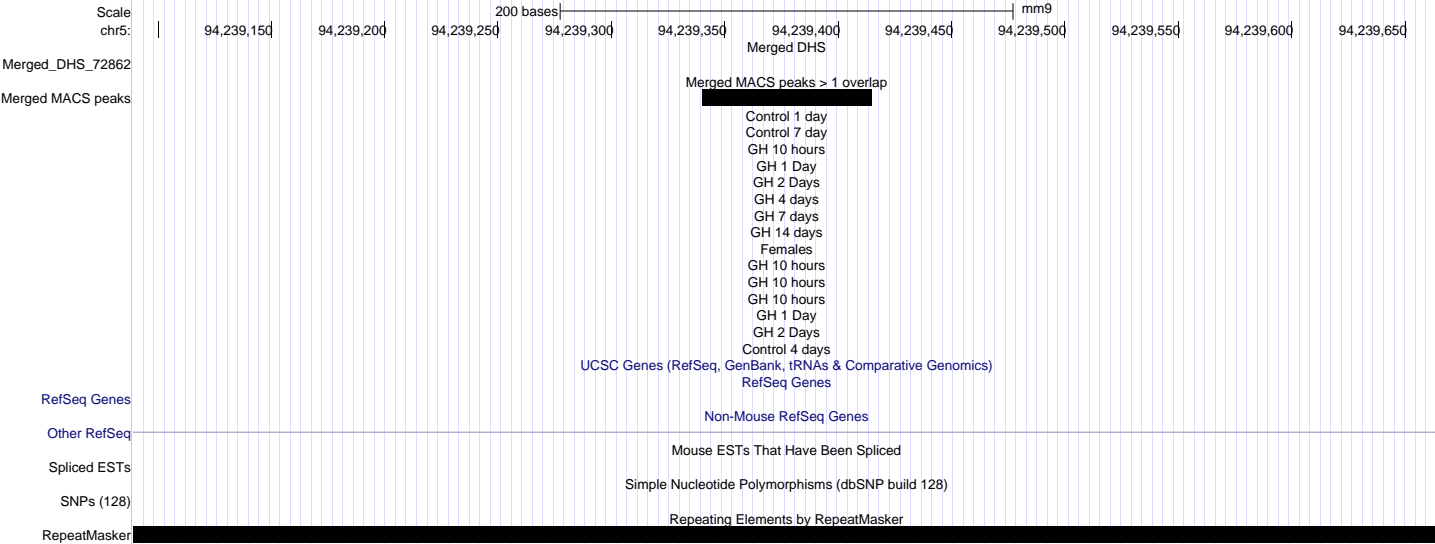 Scale 200 bases mm9
chr5: 94,239,150 94,239,200 94,239,250 94,239,300 94,239,350 94,239,400 94,239,450 94,239,500 94,239,550 94,239,600 94,239,650
Merged DHS
Merged_DHS_72862
Merged MACS peaks > 1 overlap
Merged MACS peaks
Control 1 day
Control 7 day
GH 10 hours
GH 1 Day
GH 2 Days
GH 4 days
GH 7 days
GH 14 days
Females
GH 10 hours
GH 10 hours
GH 10 hours
GH 1 Day
GH 2 Days
Control 4 days
UCSC Genes (RefSeq, GenBank, tRNAs & Comparative Genomics)
RefSeq Genes
RefSeq Genes
Non-Mouse RefSeq Genes
Other RefSeq
Mouse ESTs That Have Been Spliced
Spliced ESTs
Simple Nucleotide Polymorphisms (dbSNP build 128)
SNPs (128)
Repeating Elements by RepeatMasker
RepeatMasker